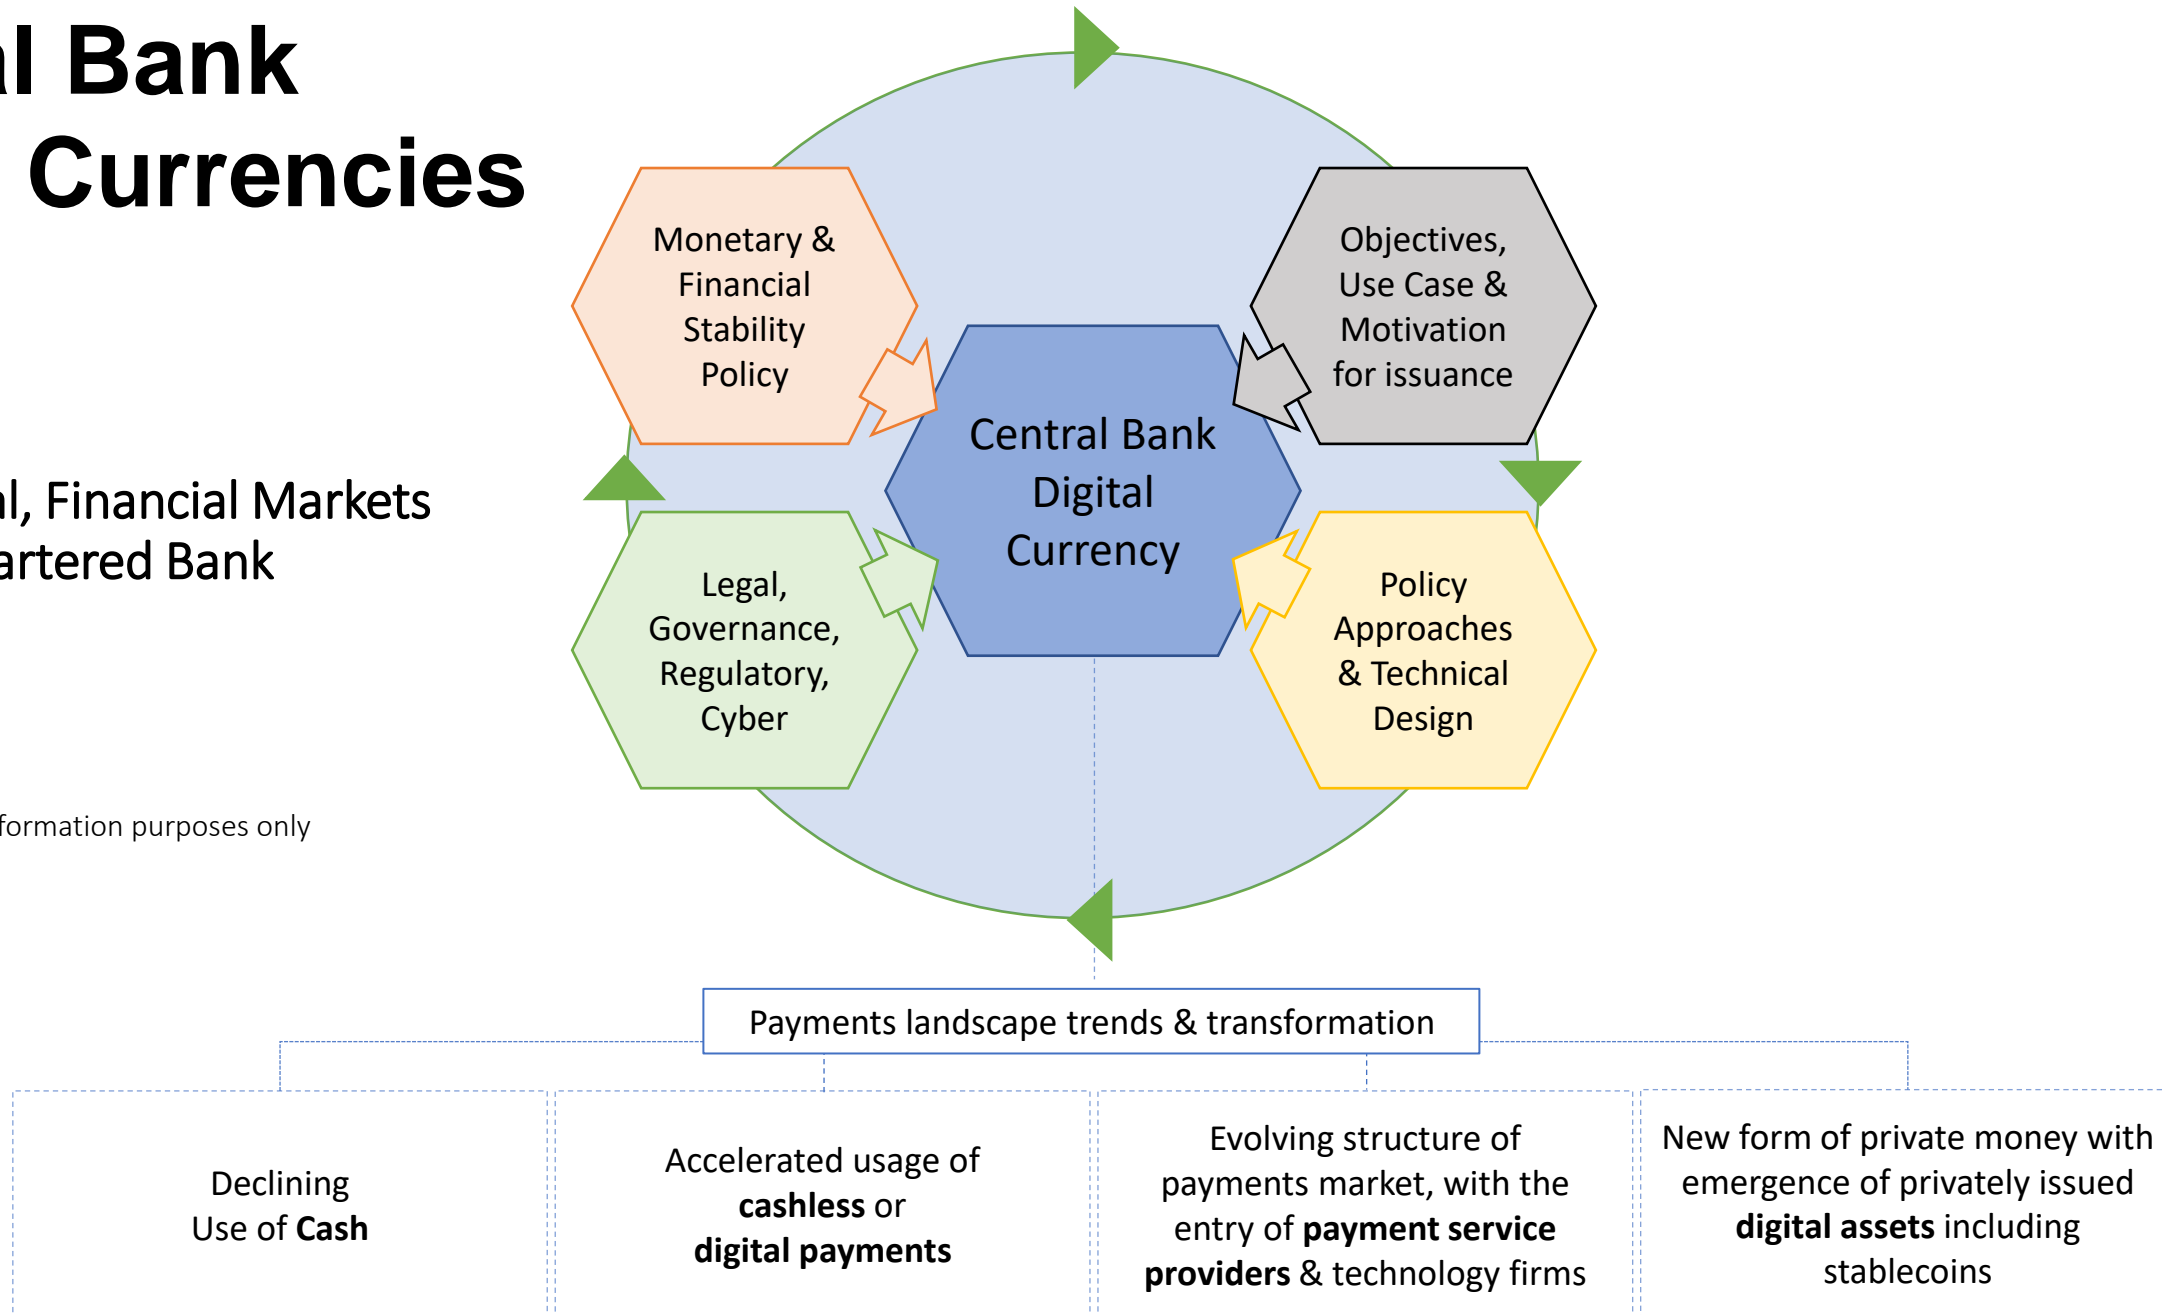 al Bank
Currencies
al, Financial Markets
artered Bank
formation purposes only
Monetary &
Financial
Stability
Policy
Objectives,
Use Case &
Motivation
for issuance
Central Bank
Digital
Currency
Legal,
Governance,
Regulatory,
Cyber
Policy
Approaches
& Technical
Design
Payments landscape trends & transformation
Declining
Use of Cash
Accelerated usage of
cashless or
digital payments
Evolving structure of
payments market, with the
entry of payment service
providers & technology firms
New form of private money with
emergence of privately issued
digital assets including
stablecoins